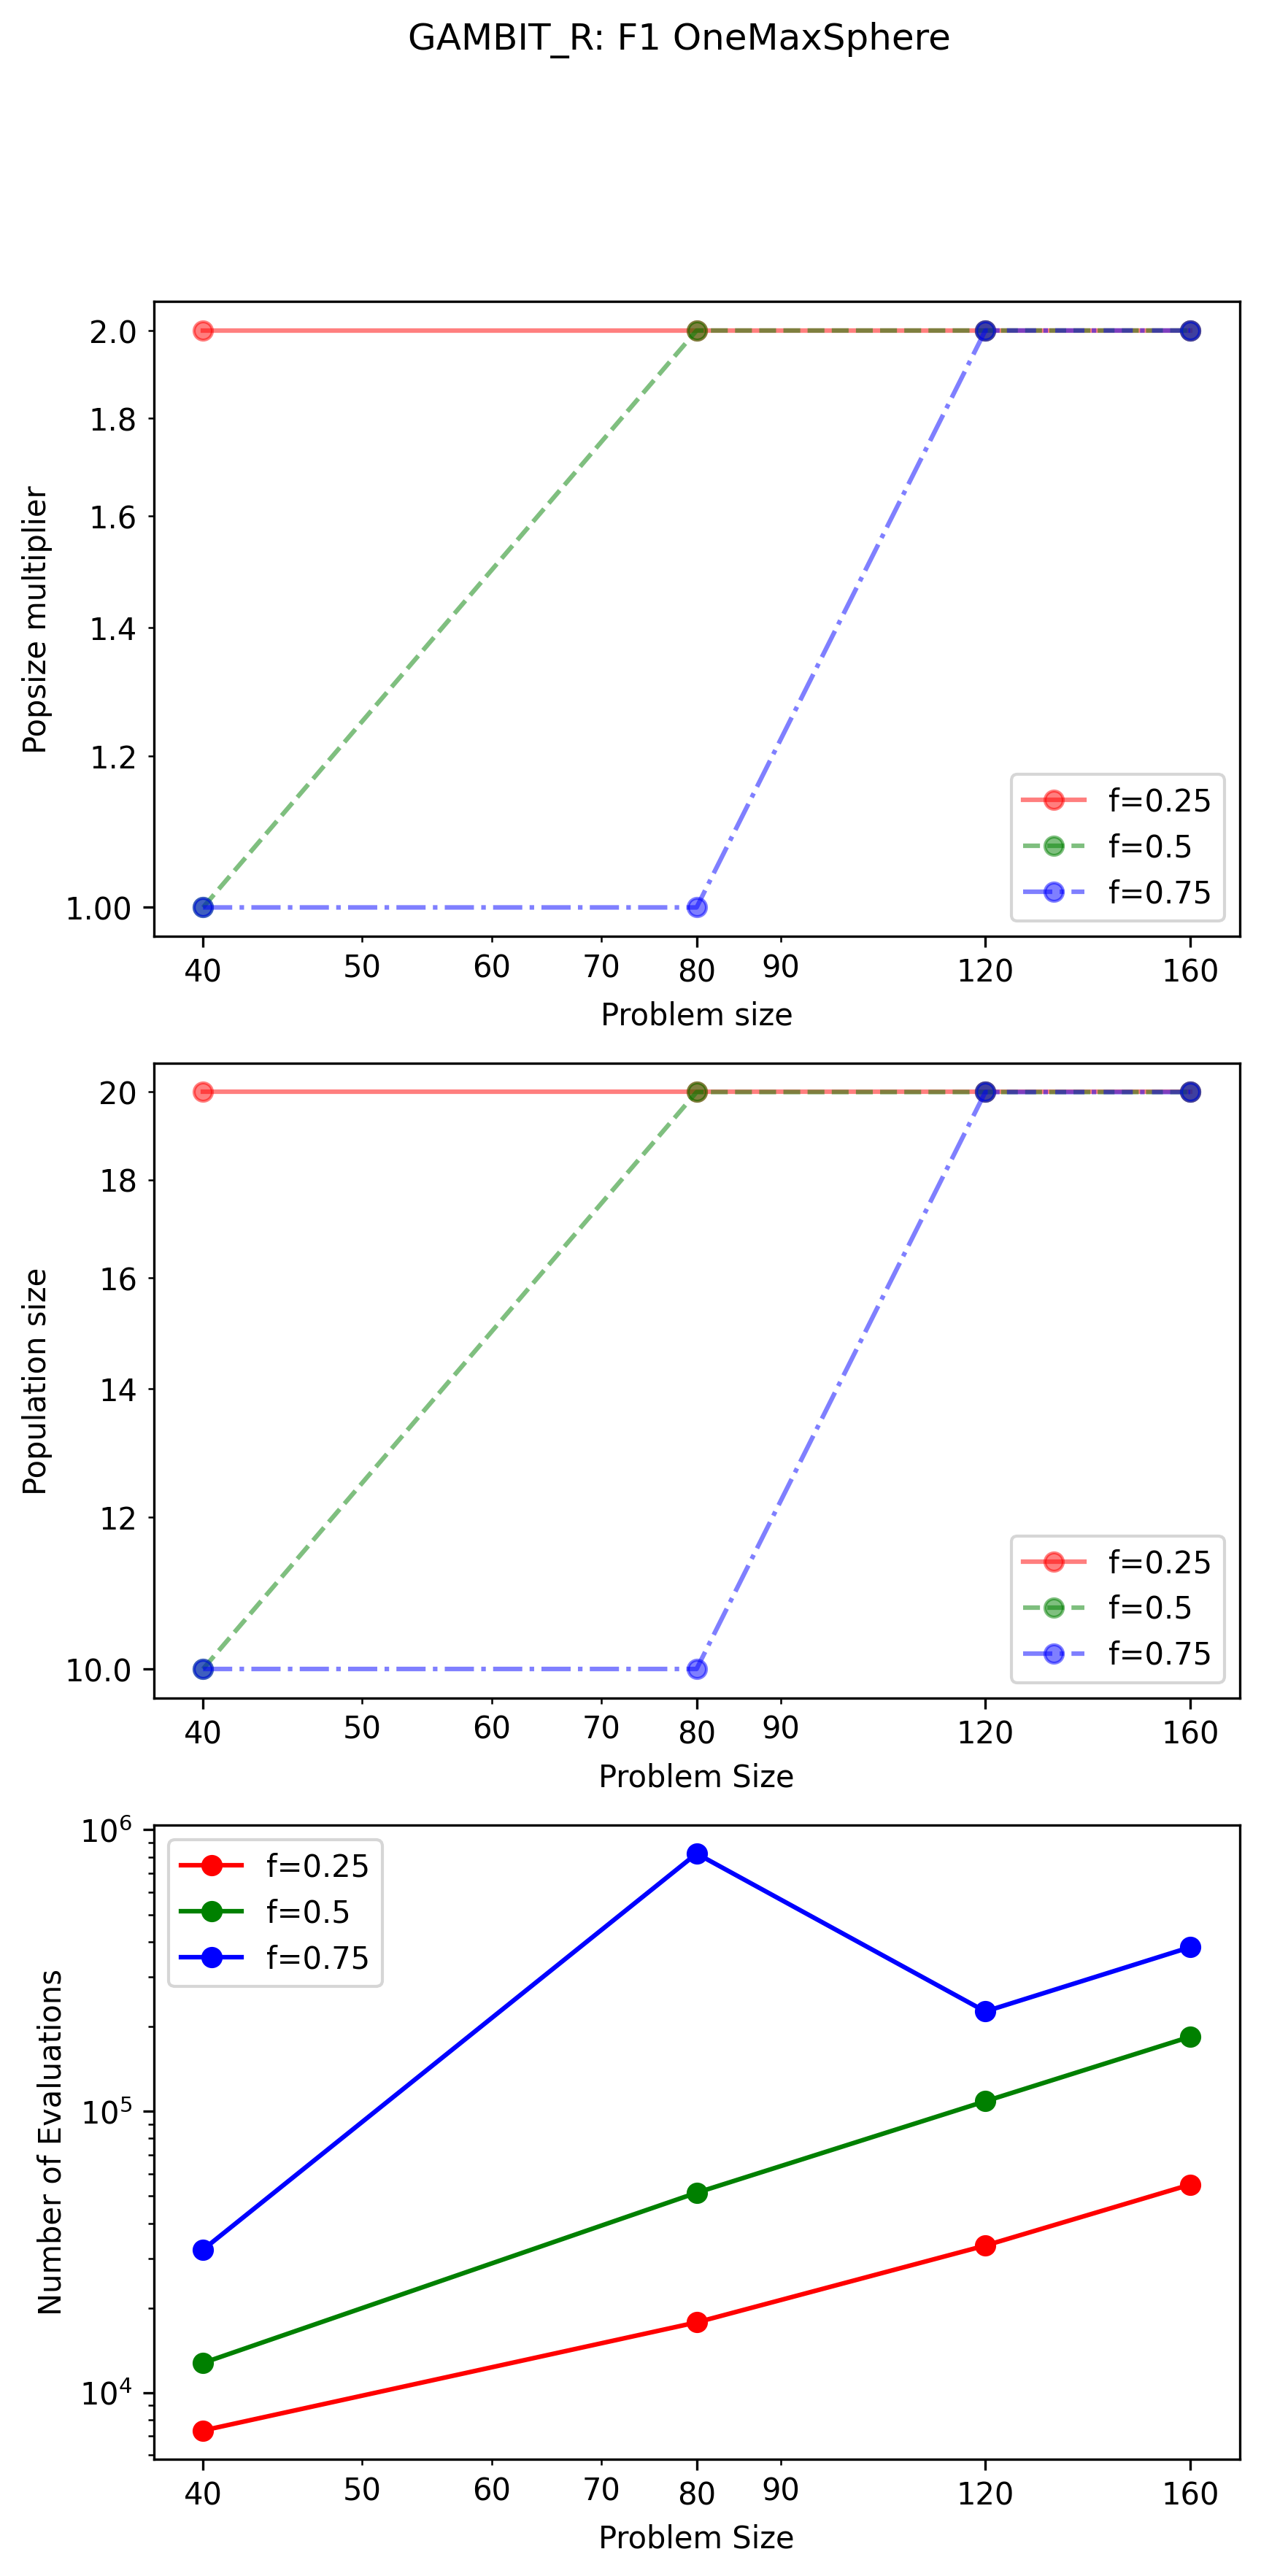 GAMBIT_R: F1 OneMaxSphere
2.0
1.8
1.6
1.4
1.2
1.00
Popsize multiplier
f=0.25
f=0.5
f=0.75
40 50 60 70 80 90 120 160
Problem size
20
18
16
14
12
10.0
Population size
f=0.25
f=0.5
f=0.75
40 50 60 70 80 90 120 160
Problem Size
10⁶
10⁵
10⁴
Number of Evaluations
f=0.25
f=0.5
f=0.75
40 50 60 70 80 90 120 160
Problem Size